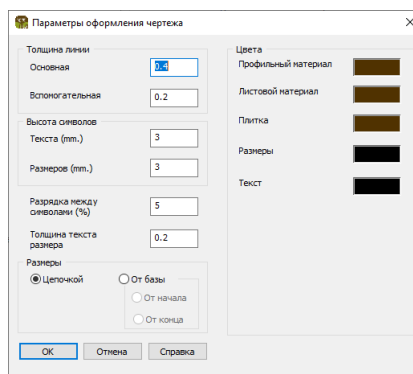 Параметры оформления чертежа
Толщина линии
Основная 0.4
Вспомогательная 0.2
Высота символов
Текста (mm.) 3
Размеров (mm.) 3
Разрядка между
символами (%) 5
Толщина текста
размера 0.2
Размеры
Цепочкой От базы
От начала
От конца
OK Отмена Справка
Цвета
Профильный материал
Листовой материал
Плитка
Размеры
Текст